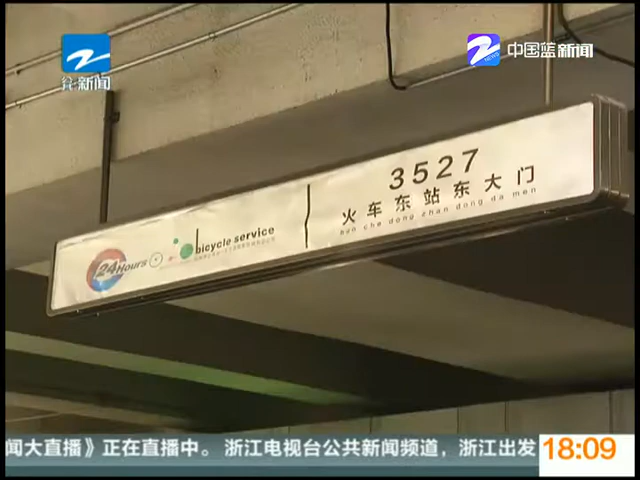 新闻
中国蓝新闻
NEWS
3527
火车东站东大门
huo che dong zhan dong da men
24Hours
bicycle service
闻大直播》正在直播中。 浙江电视台公共新闻频道，浙江出发
18:09